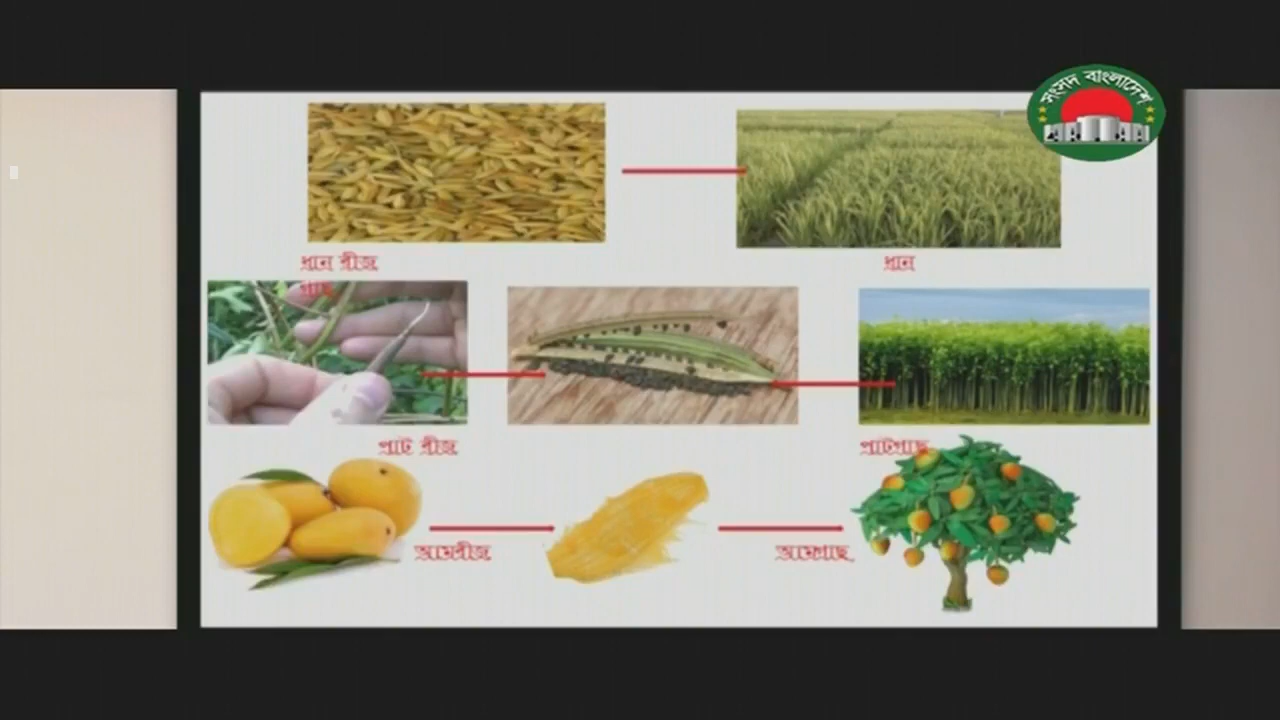 সংসদ বাংলাদেশ
ধান বীজ
ধান
গাছ
পাট বীজ
পাটগাছ
আমবীজ
আমগাছ